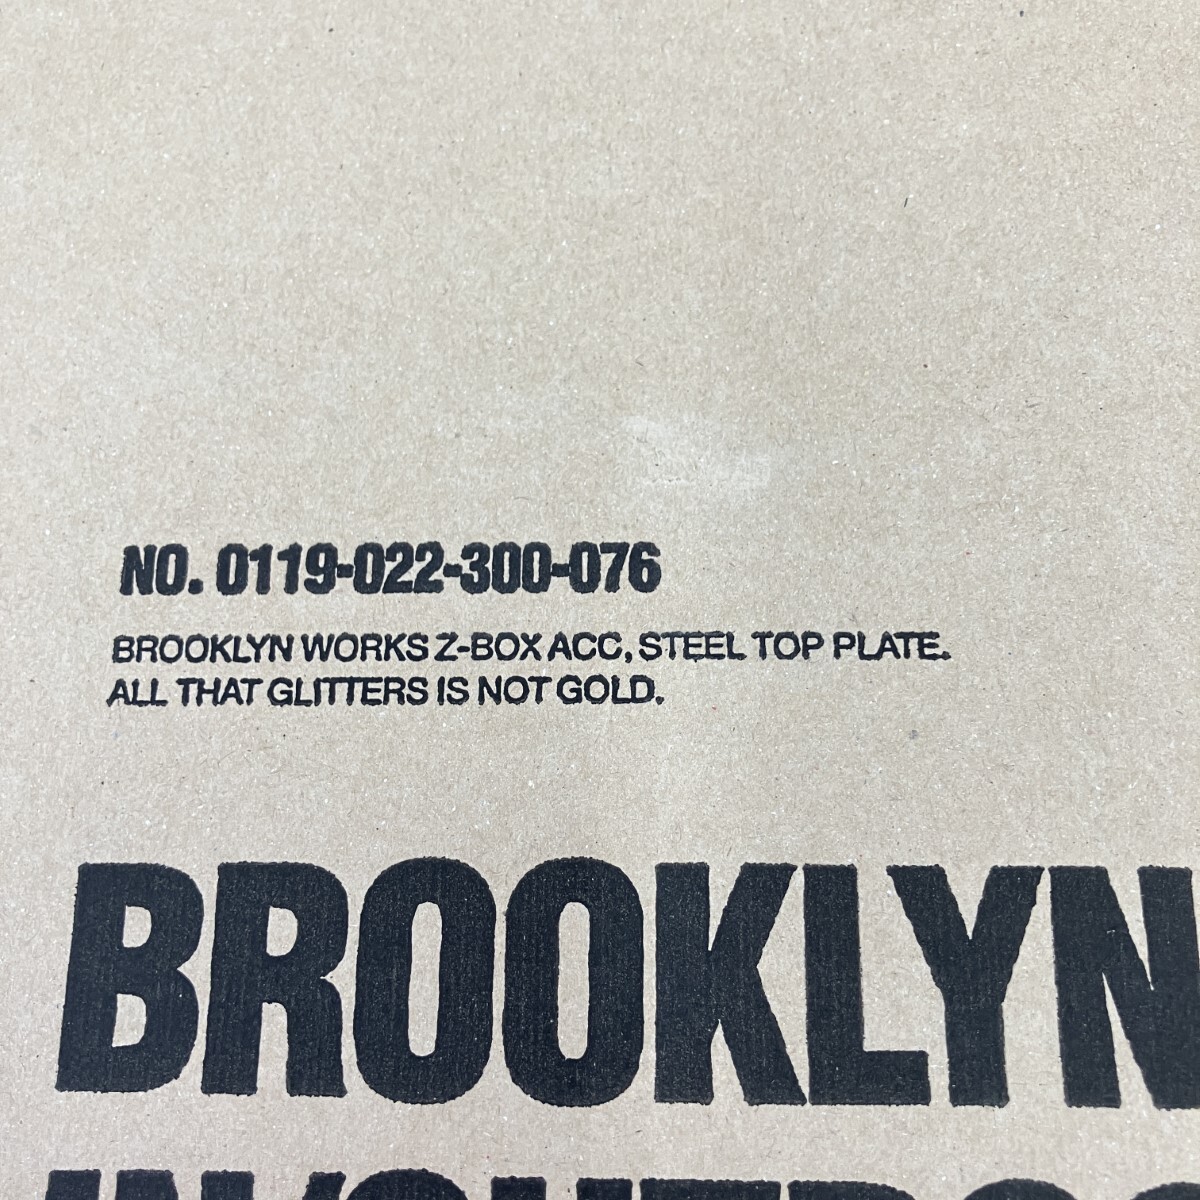 NO. 0119-022-300-076
BROOKLYN WORKS Z-BOX ACC, STEEL TOP PLATE.
ALL THAT GLITTERS IS NOT GOLD.
BROOKLYN